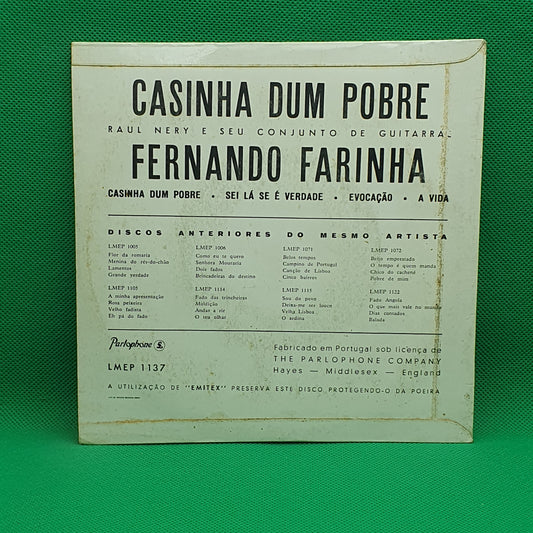 CASINHA DUM POBRE
RAUL NERY E SEU CONJUNTO DE GUITARRAS
FERNANDO FARINHA
CASINHA DUM POBRE • SEI LÁ SE É VERDADE • EVOCAÇÃO • A VIDA
DISCOS ANTERIORES DO MESMO ARTISTA
LMEP 1005
Flor da romaria
Menina do rés-do-chão
Lamentos
Grande verdade
LMEP 1006
Como eu te quero
Senhora Mouraria
Dois fados
Brincadeiras do destino
LMEP 1071
Belos tempos
Campino de Portugal
Canção de Lisboa
Cinco bairros
LMEP 1072
Beijo emprestado
O tempo é quem manda
Chico do cachené
Pobre de mim
LMEP 1105
A minha apresentação
Rosa peixeira
Velho fadista
Eh pá do fado
LMEP 1114
Fado das trincheiras
Maldição
Andar a rir
O teu olhar
LMEP 1115
Sou do povo
Deixa-me ser louco
Velha Lisboa
O ardina
LMEP 1122
Fado Angola
O que mais vale no mundo
Dias contados
Balada
Parlophone
LMEP 1137
Fabricado em Portugal sob licença de
THE PARLOPHONE COMPANY
Hayes — Middlesex — England
A UTILIZAÇÃO DE "EMITEX" PRESERVA ESTE DISCO PROTEGENDO-O DA POEIRA